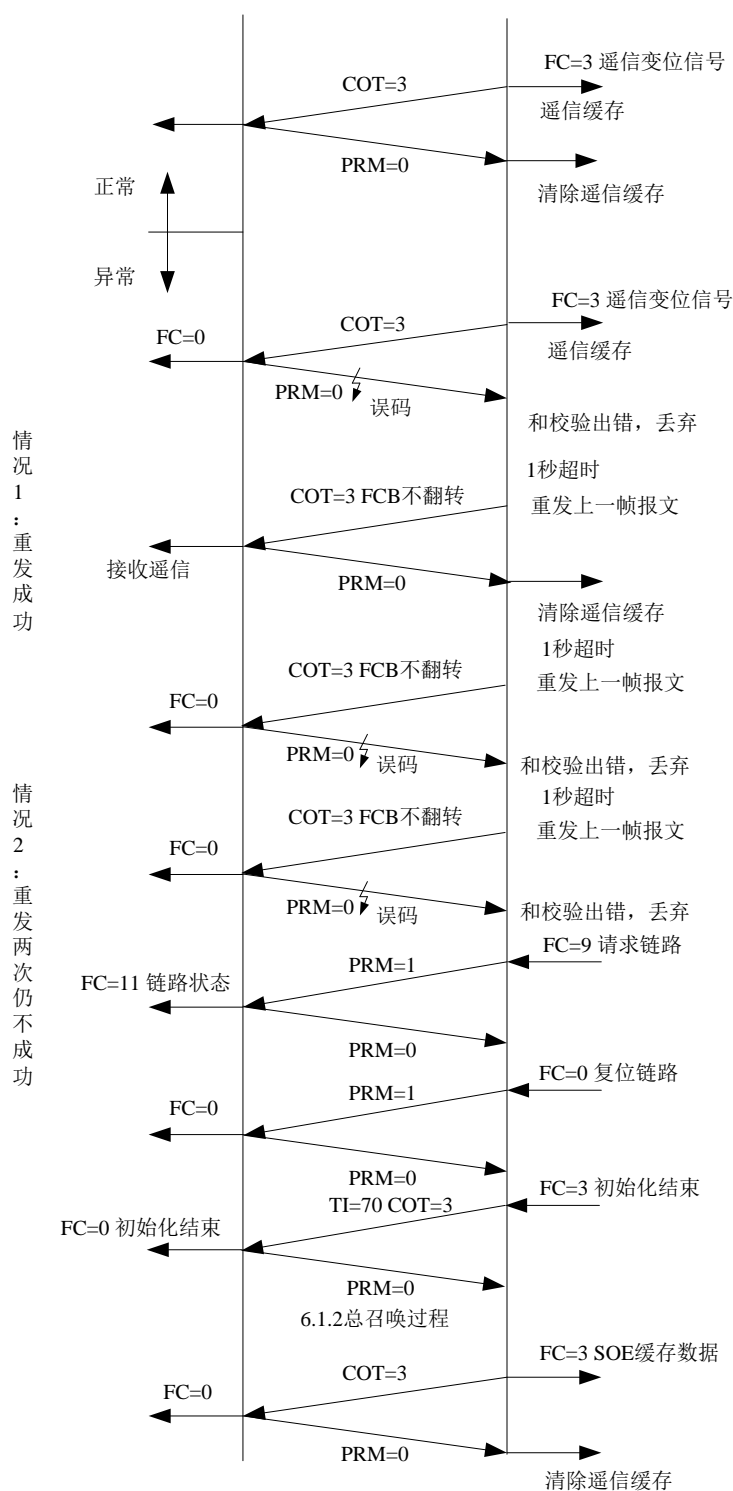 FC=3 遥信变位信号
COT=3
遥信缓存
PRM=0
清除遥信缓存
正常
异常
FC=3 遥信变位信号
COT=3
FC=0
遥信缓存
PRM=0
误码
和校验出错，丢弃
情况1：重发成功
1秒超时
COT=3 FCB不翻转
重发上一帧报文
接收遥信
PRM=0
清除遥信缓存
1秒超时
COT=3 FCB不翻转
重发上一帧报文
FC=0
PRM=0
误码
和校验出错，丢弃
情况2：重发两次仍不成功
1秒超时
COT=3 FCB不翻转
重发上一帧报文
FC=0
PRM=0
误码
和校验出错，丢弃
FC=9 请求链路
PRM=1
FC=11 链路状态
PRM=0
FC=0 复位链路
PRM=1
FC=0
PRM=0
FC=3 初始化结束
TI=70 COT=3
FC=0 初始化结束
PRM=0
6.1.2总召唤过程
FC=3 SOE缓存数据
COT=3
FC=0
PRM=0
清除遥信缓存